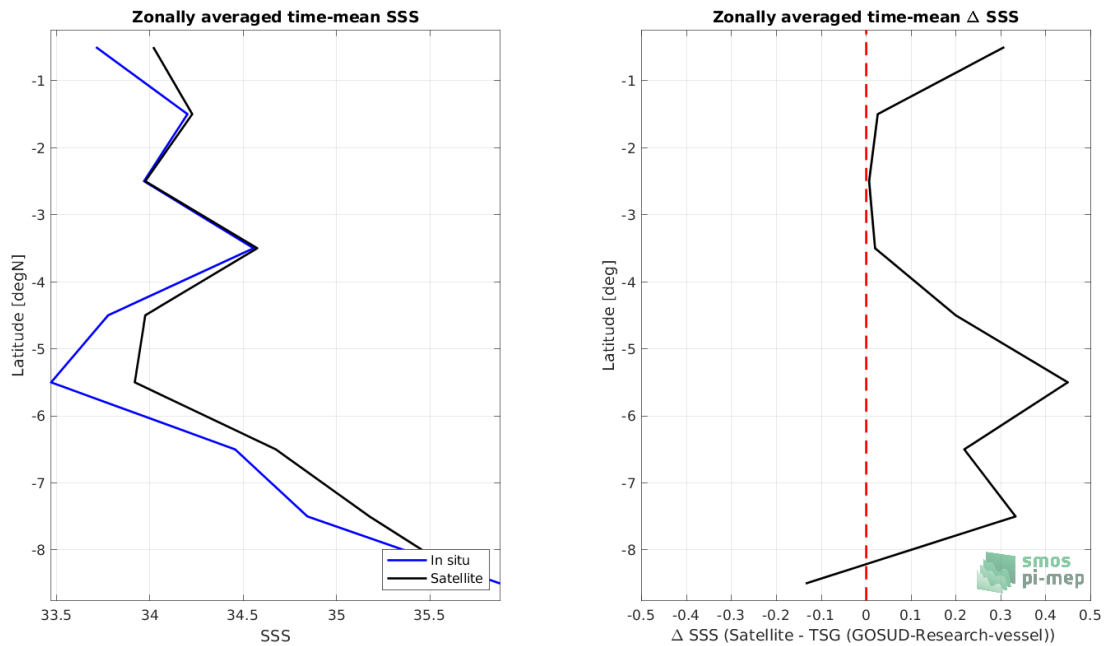 Zonally averaged time-mean SSS
-1
-2
-3
-4
-5
-6
-7
-8
Latitude [degN]
33.5 34 34.5 35 35.5
SSS
In situ
Satellite
Zonally averaged time-mean Δ SSS
-1
-2
-3
-4
-5
-6
-7
-8
Latitude [deg]
-0.5 -0.4 -0.3 -0.2 -0.1 0 0.1 0.2 0.3 0.4 0.5
Δ SSS (Satellite - TSG (GOSUD-Research-vessel))
smos
pi-mep